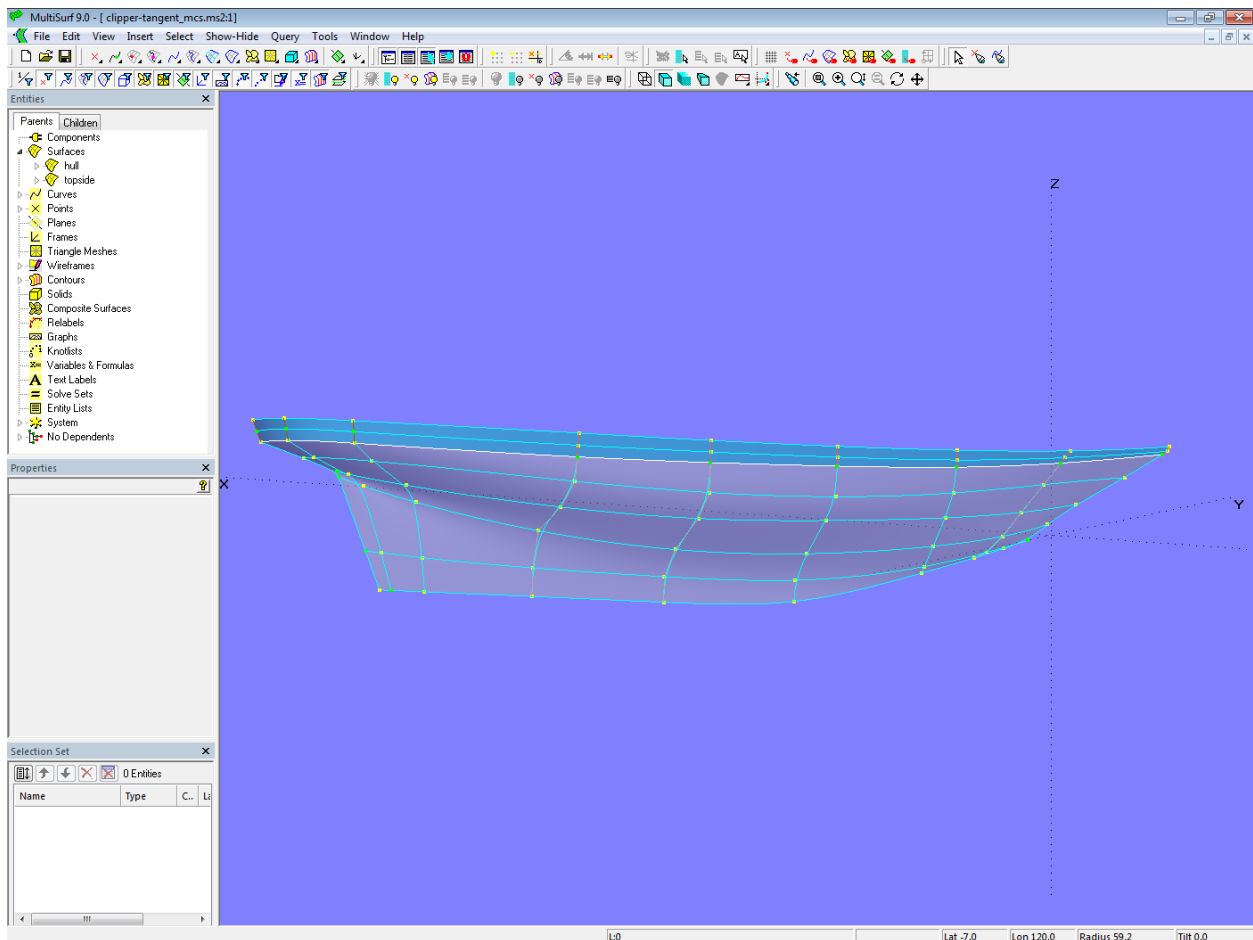 MultiSurf 9.0 - [ clipper-tangent_mcs.ms2:1]
File Edit View Insert Select Show-Hide Query Tools Window Help
Entities
Parents Children
Components
Surfaces
hull
topside
Curves
Points
Planes
Frames
Triangle Meshes
Wireframes
Contours
Solids
Composite Surfaces
Relabels
Graphs
Knotlists
Variables & Formulas
A Text Labels
Solve Sets
Entity Lists
System
No Dependents
Properties
Selection Set
0 Entities
Name Type C.. La
Z
X
Y
L:0 Lat -7.0 Lon 120.0 Radius 59.2 Tilt 0.0